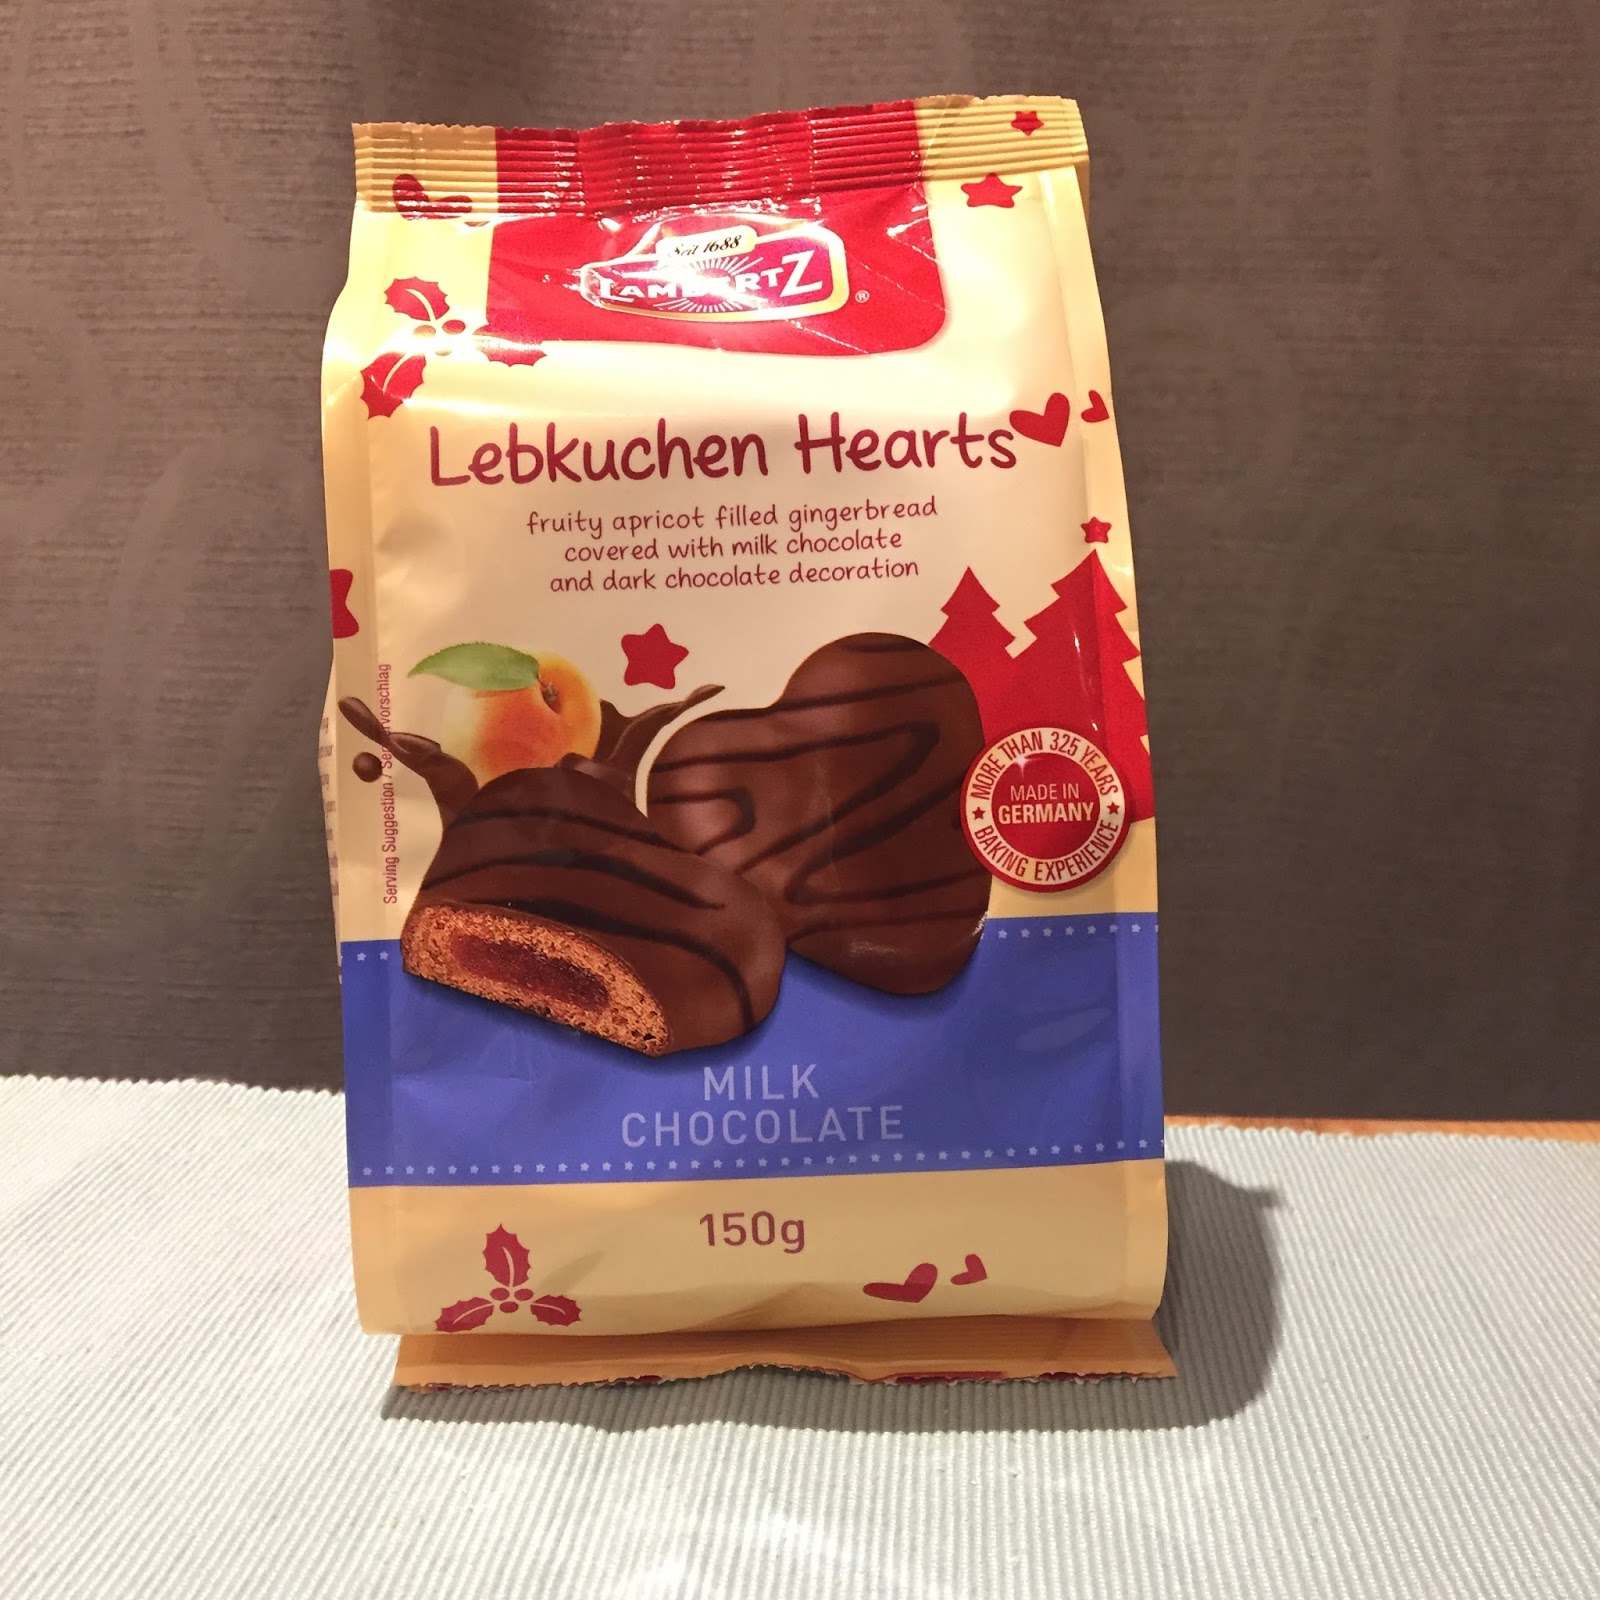 Seit 1688
LAMBERTZ
®
Lebkuchen Hearts
fruity apricot filled gingerbread
covered with milk chocolate
and dark chocolate decoration
Serving Suggestion / Serviervorschlag
MORE THAN 325 YEARS
MADE IN
GERMANY
BAKING EXPERIENCE
MILK
CHOCOLATE
150g